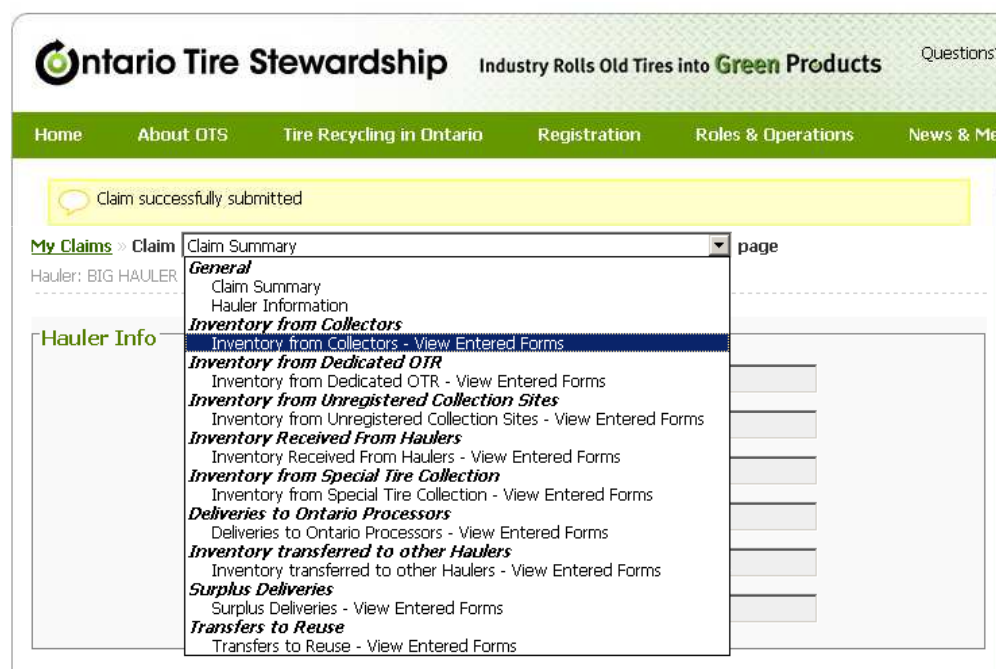 Ontario Tire Stewardship Industry Rolls Old Tires into Green Products Questions
Home About OTS Tire Recycling in Ontario Registration Roles & Operations News & Me
Claim successfully submitted
My Claims » Claim Claim Summary page
Hauler: BIG HAULER
General
Claim Summary
Hauler Information
Inventory from Collectors
Hauler Info
Inventory from Collectors - View Entered Forms
Inventory from Dedicated OTR
Inventory from Dedicated OTR - View Entered Forms
Inventory from Unregistered Collection Sites
Inventory from Unregistered Collection Sites - View Entered Forms
Inventory Received From Haulers
Inventory Received From Haulers - View Entered Forms
Inventory from Special Tire Collection
Inventory from Special Tire Collection - View Entered Forms
Deliveries to Ontario Processors
Deliveries to Ontario Processors - View Entered Forms
Inventory transferred to other Haulers
Inventory transferred to other Haulers - View Entered Forms
Surplus Deliveries
Surplus Deliveries - View Entered Forms
Transfers to Reuse
Transfers to Reuse - View Entered Forms